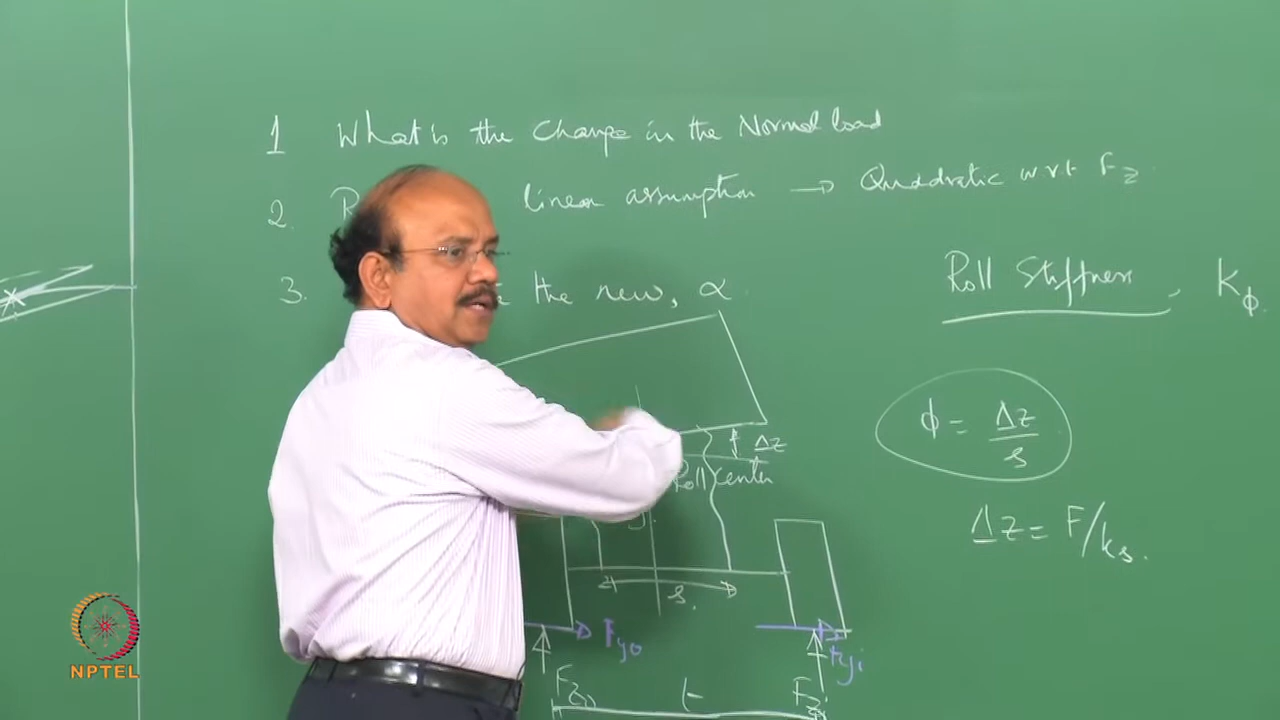 1 What is the Change in the Normal load
2. linear assumption → Quadratic w.r.t Fz
3. the new, α
Roll Stiffness, Kϕ.
ϕ = Δz/s
Δz
Roll Center
Δz = F/ks.
s.
Fyo
Fyi
Fzo
t
Fzi
NPTEL